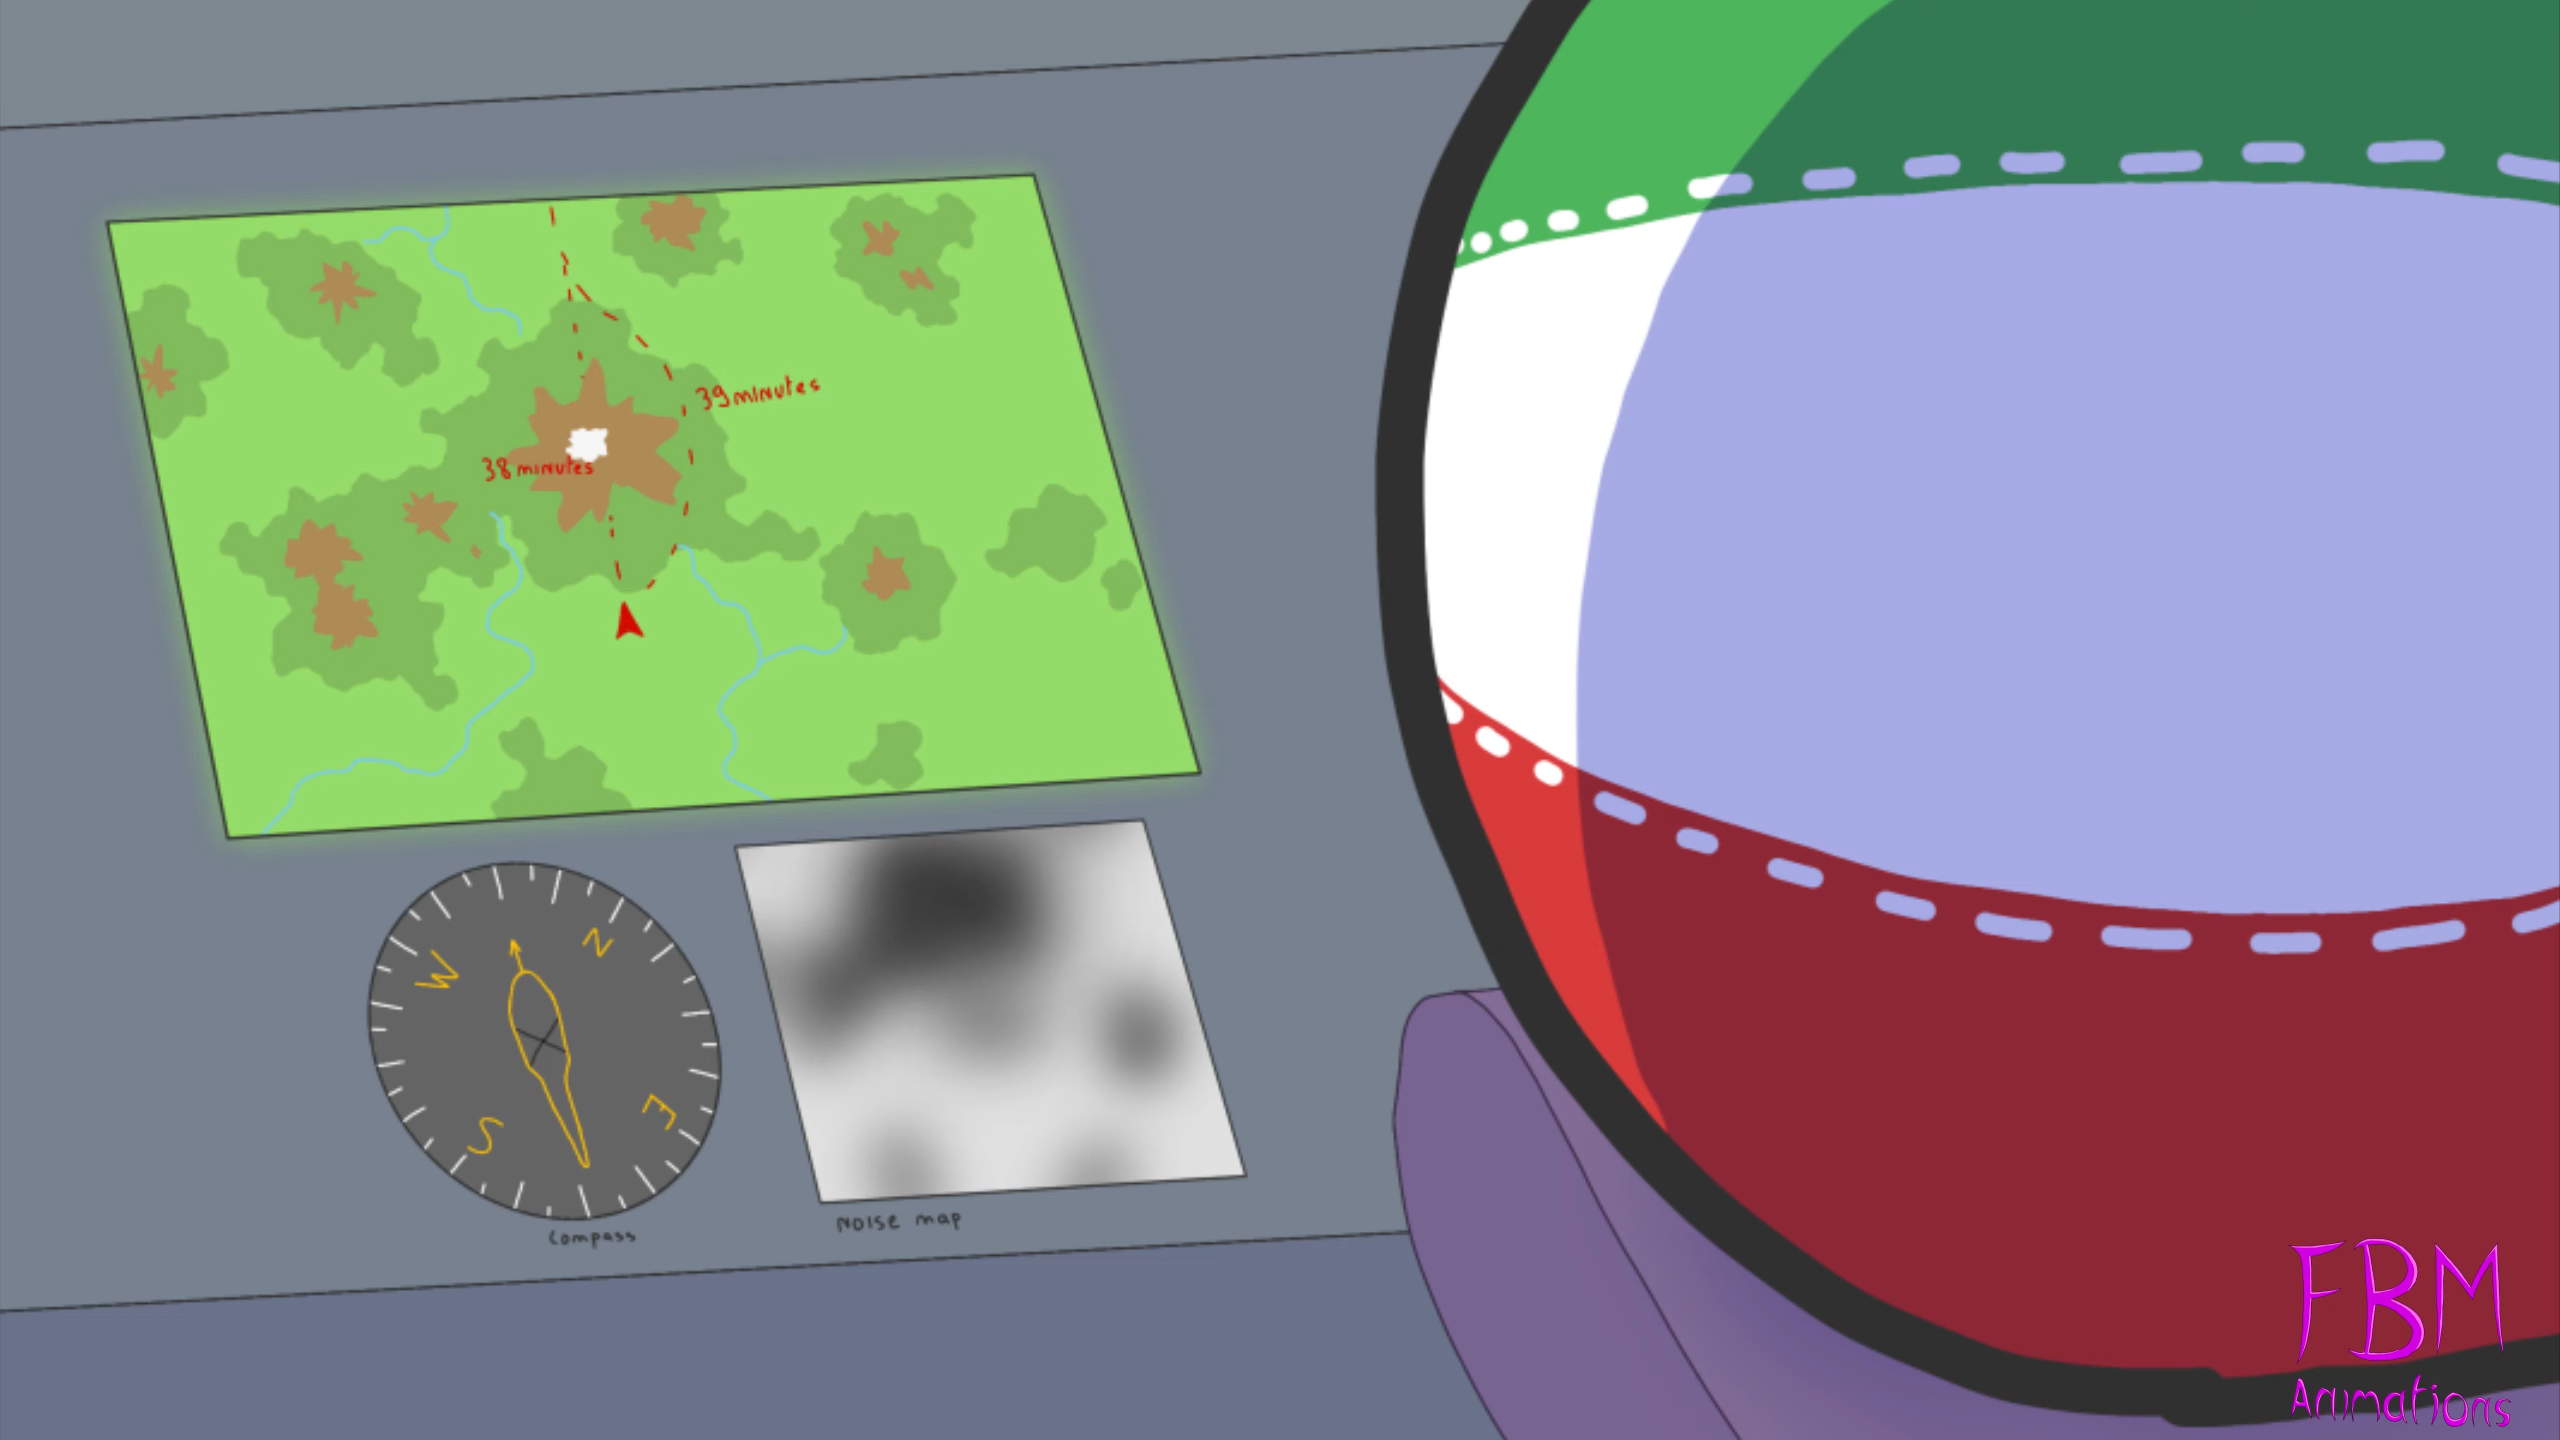 39 minutes
38 minutes
N
W
E
S
Compass
Noise map
FBM
Animations